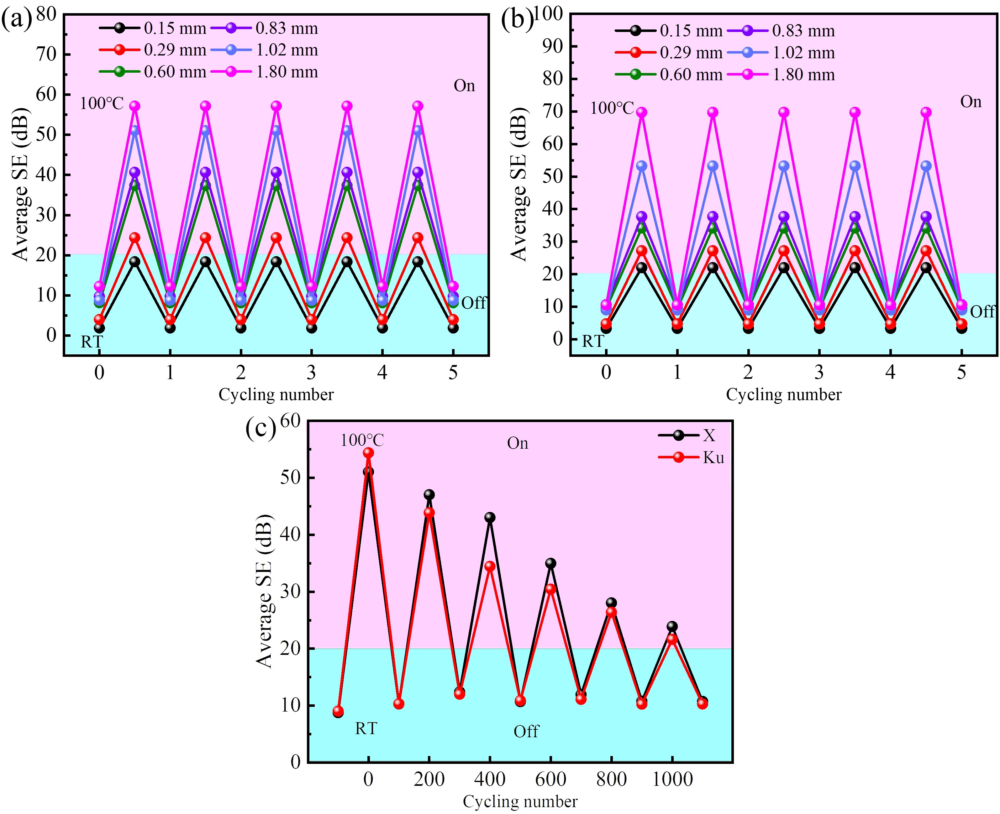 (a)
80
70
60
50
40
30
20
10
0
Average SE (dB)
0.15 mm 0.83 mm
0.29 mm 1.02 mm
0.60 mm 1.80 mm
On
100℃
Off
RT
0 1 2 3 4 5
Cycling number
(b)
100
90
80
70
60
50
40
30
20
10
0
Average SE (dB)
0.15 mm 0.83 mm
0.29 mm 1.02 mm
0.60 mm 1.80 mm
On
100℃
Off
RT
0 1 2 3 4 5
Cycling number
(c)
60
50
40
30
20
10
0
Average SE (dB)
100℃ On X
Ku
RT Off
0 200 400 600 800 1000
Cycling number